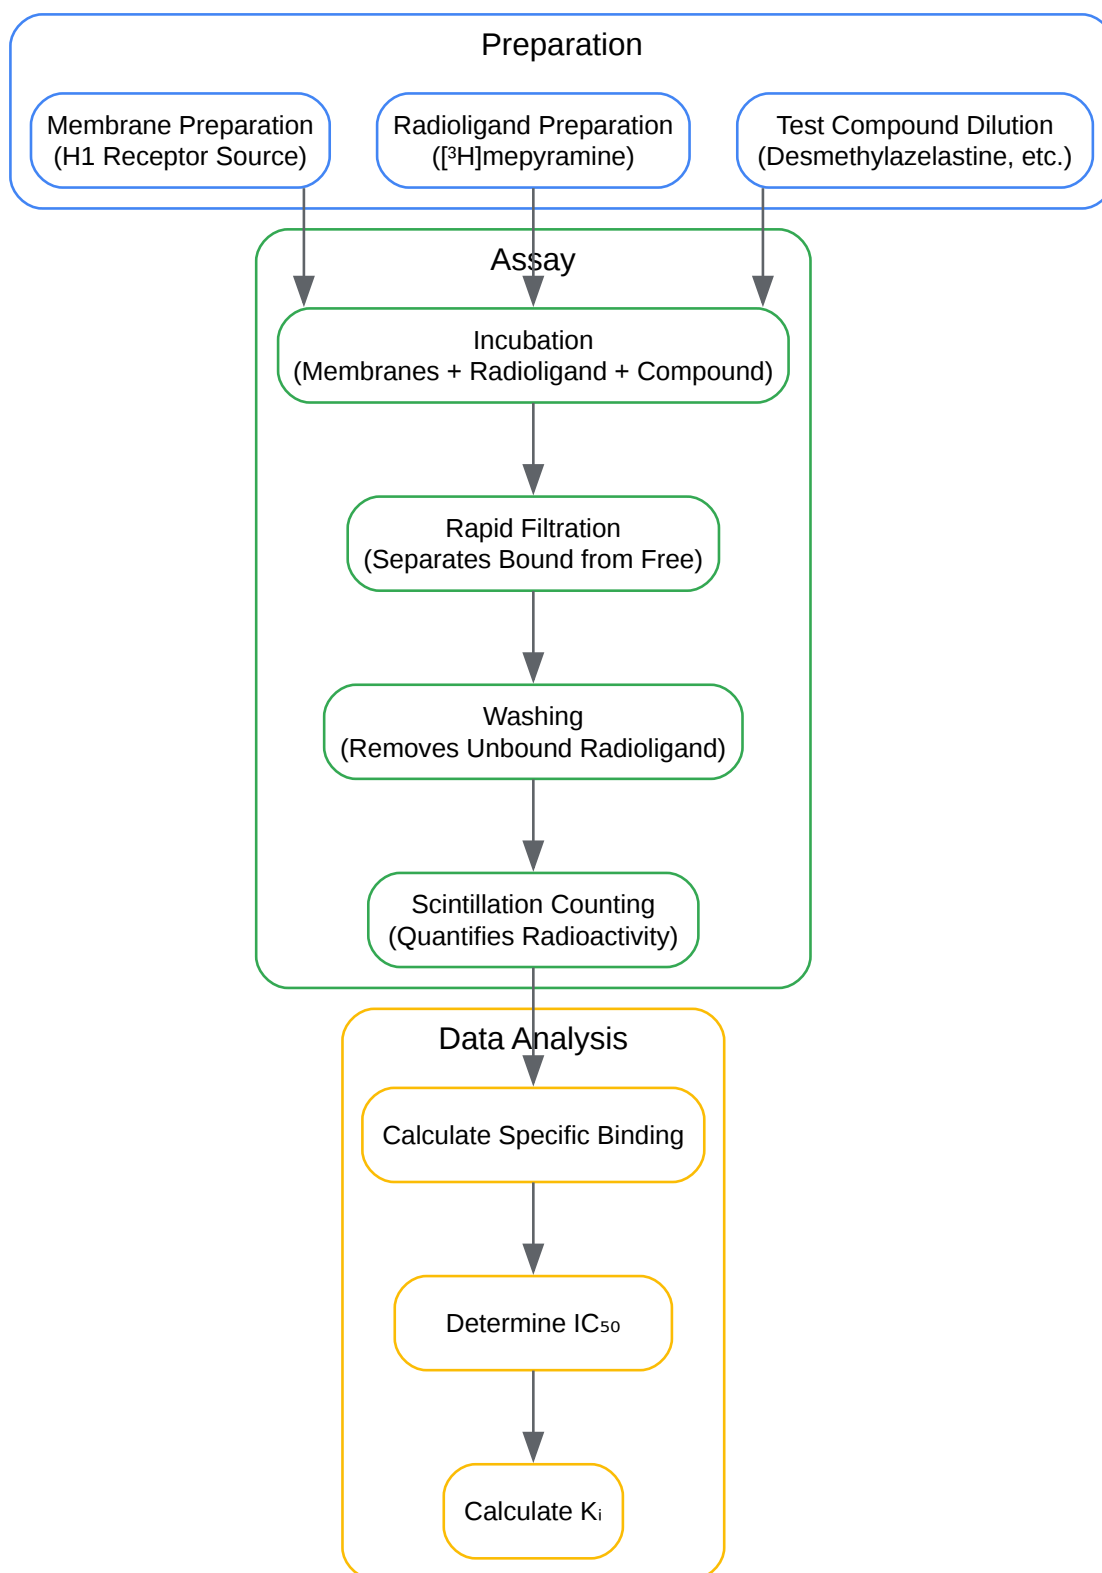 Preparation
Membrane Preparation
(H1 Receptor Source)
Radioligand Preparation
([³H]mepyramine)
Test Compound Dilution
(Desmethylazelastine, etc.)
Assay
Incubation
(Membranes + Radioligand + Compound)
Rapid Filtration
(Separates Bound from Free)
Washing
(Removes Unbound Radioligand)
Scintillation Counting
(Quantifies Radioactivity)
Data Analysis
Calculate Specific Binding
Determine IC₅₀
Calculate Kᵢ